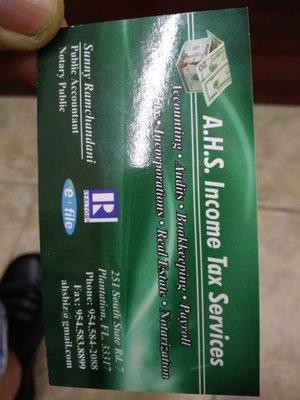 A.H.S. Income Tax Services
Accounting • Audits • Bookkeeping • Payroll
Tax • Incorporations • Real Estate • Notarization
Sunny Ramchandani
Public Accountant
Notary Public
R
REALTOR
e-file
251 South State Rd. 7
Plantation, FL. 33317
Phone: 954.584-2088
Fax: 954.583.8899
ahsbiz@gmail.com